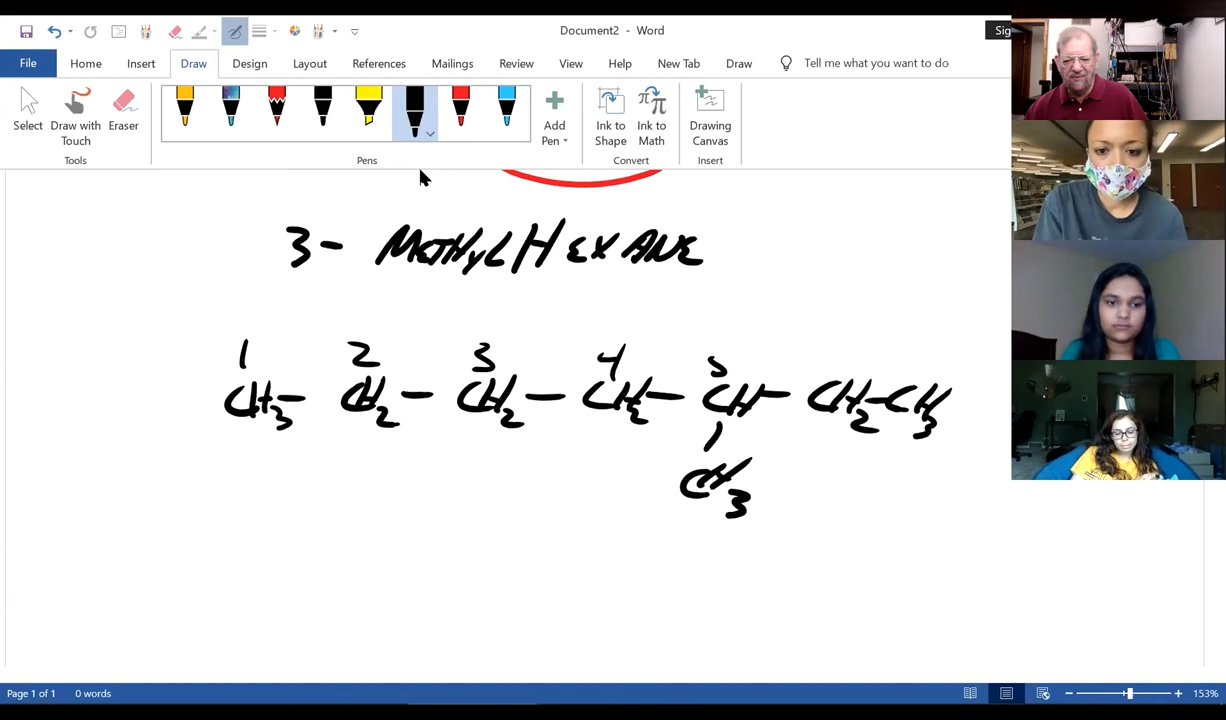 Document2 - Word
Sig
File Home Insert Draw Design Layout References Mailings Review View Help New Tab Draw Tell me what you want to do
Select Draw with Touch Eraser Add Pen Ink to Shape Ink to Math Drawing Canvas
Tools Pens Convert Insert
3- METHYLHEXANE
1 2 3 4 5
CH3- CH2- CH2- CH2- CH- CH2-CH3
CH3
Page 1 of 1 0 words 153%